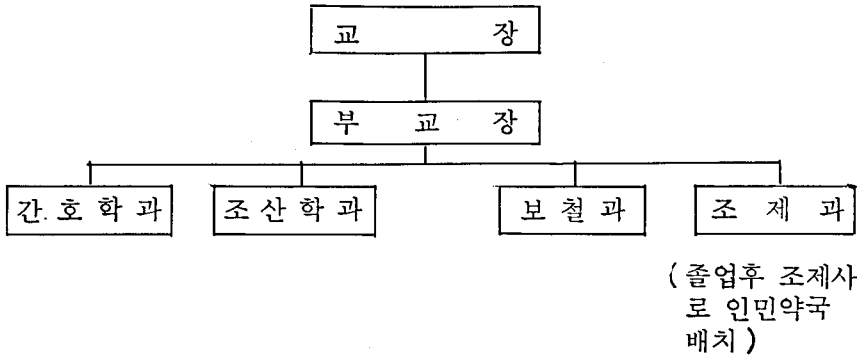 교 장
부 교 장
간.호학과 조산학과 보철과 조 제 과
(졸업후 조제사
로 인민약국
배치)